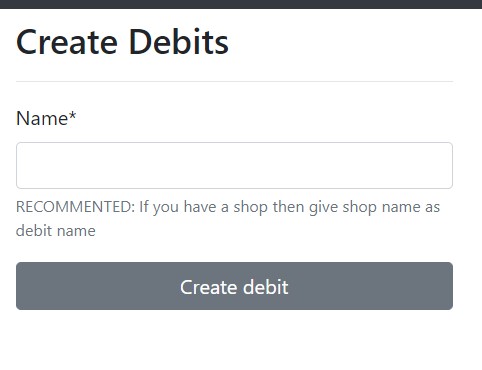 Create Debits
Name*
RECOMMENTED: If you have a shop then give shop name as
debit name
Create debit